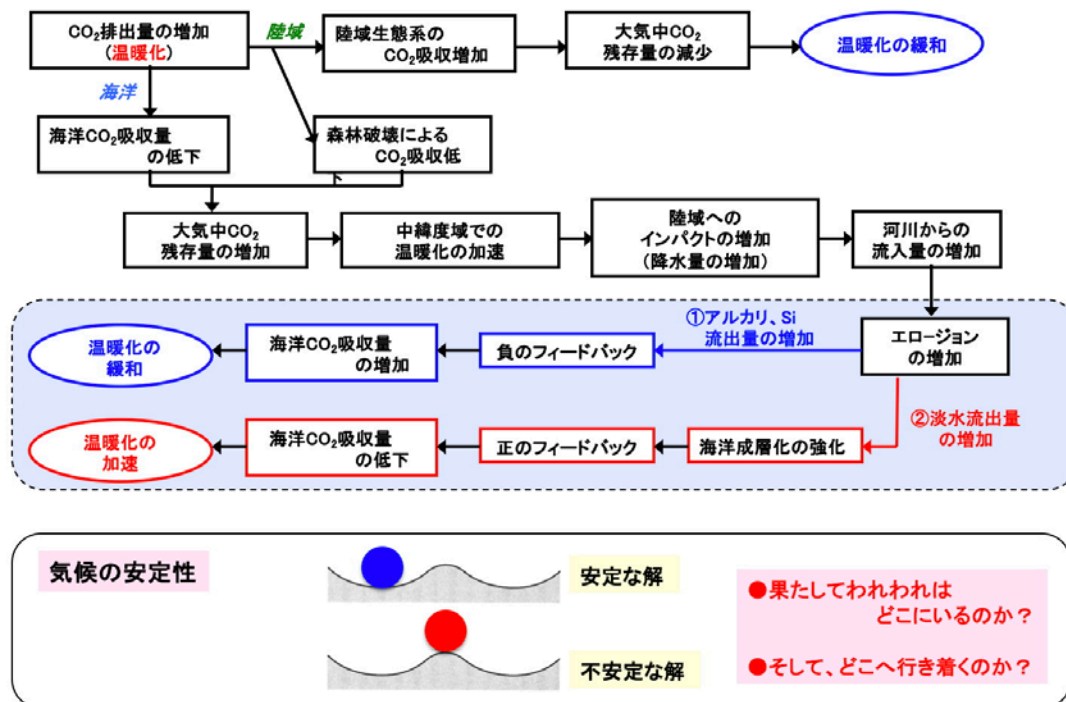 CO₂排出量の増加
(温暖化)
陸域
陸域生態系の
CO₂吸収増加
大気中CO₂
残存量の減少
温暖化の緩和
海洋
海洋CO₂吸収量
の低下
森林破壊による
CO₂吸収低
下
大気中CO₂
残存量の増加
中緯度域での
温暖化の加速
陸域への
インパクトの増加
(降水量の増加)
河川からの
流入量の増加
温暖化の
緩和
海洋CO₂吸収量
の増加
負のフィードバック
①アルカリ、Si
流出量の増加
エロージョン
の増加
温暖化の
加速
海洋CO₂吸収量
の低下
正のフィードバック
海洋成層化の強化
②淡水流出量
の増加
気候の安定性
安定な解
不安定な解
●果たしてわれわれは
どこにいるのか?
●そして、どこへ行き着くのか?